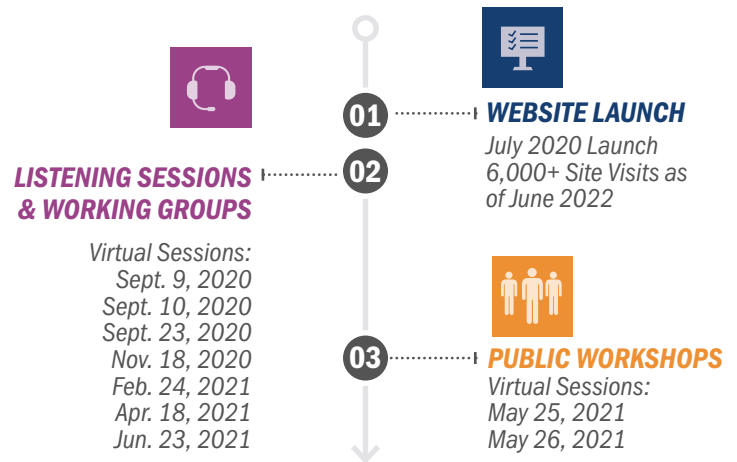 01
WEBSITE LAUNCH
July 2020 Launch
6,000+ Site Visits as
of June 2022
02
LISTENING SESSIONS
& WORKING GROUPS
Virtual Sessions:
Sept. 9, 2020
Sept. 10, 2020
Sept. 23, 2020
Nov. 18, 2020
Feb. 24, 2021
Apr. 18, 2021
Jun. 23, 2021
03
PUBLIC WORKSHOPS
Virtual Sessions:
May 25, 2021
May 26, 2021